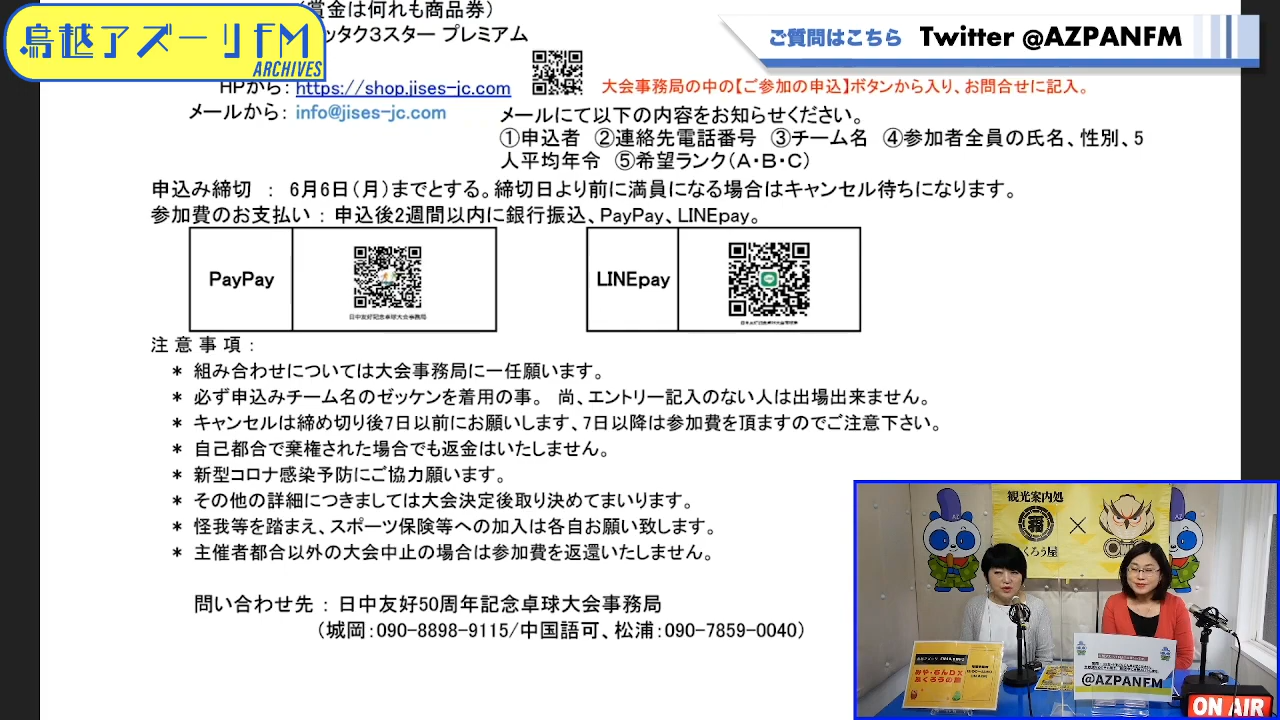 鳥越アズーリFM
ARCHIVES
(賞金は何れも商品券)
ッタク3スター プレミアム
ご質問はこちら Twitter @AZPANFM
HPから: https://shop.jises-jc.com
大会事務局の中の【ご参加の申込】ボタンから入り、お問合せに記入。
メールから: info@jises-jc.com
メールにて以下の内容をお知らせください。
①申込者 ②連絡先電話番号 ③チーム名 ④参加者全員の氏名、性別、5
人平均年令 ⑤希望ランク(A・B・C)
申込み締切 : 6月6日(月)までとする。締切日より前に満員になる場合はキャンセル待ちになります。
参加費のお支払い : 申込後2週間以内に銀行振込、PayPay、LINEpay。
PayPay
日中友好記念卓球大会事務局
LINEpay
注意事項:
* 組み合わせについては大会事務局に一任願います。
* 必ず申込みチーム名のゼッケンを着用の事。 尚、エントリー記入のない人は出場出来ません。
* キャンセルは締め切り後7日以前にお願いします、7日以降は参加費を頂ますのでご注意下さい。
* 自己都合で棄権された場合でも返金はいたしません。
* 新型コロナ感染予防にご協力願います。
* その他の詳細につきましては大会決定後取り決めてまいります。
* 怪我等を踏まえ、スポーツ保険等への加入は各自お願い致します。
* 主催者都合以外の大会中止の場合は参加費を返還いたしません。
問い合わせ先 : 日中友好50周年記念卓球大会事務局
(城岡:090-8898-9115/中国語可、松浦:090-7859-0040)
観光案内処
福
くろう屋
×
@AZPANFM
ON AIR